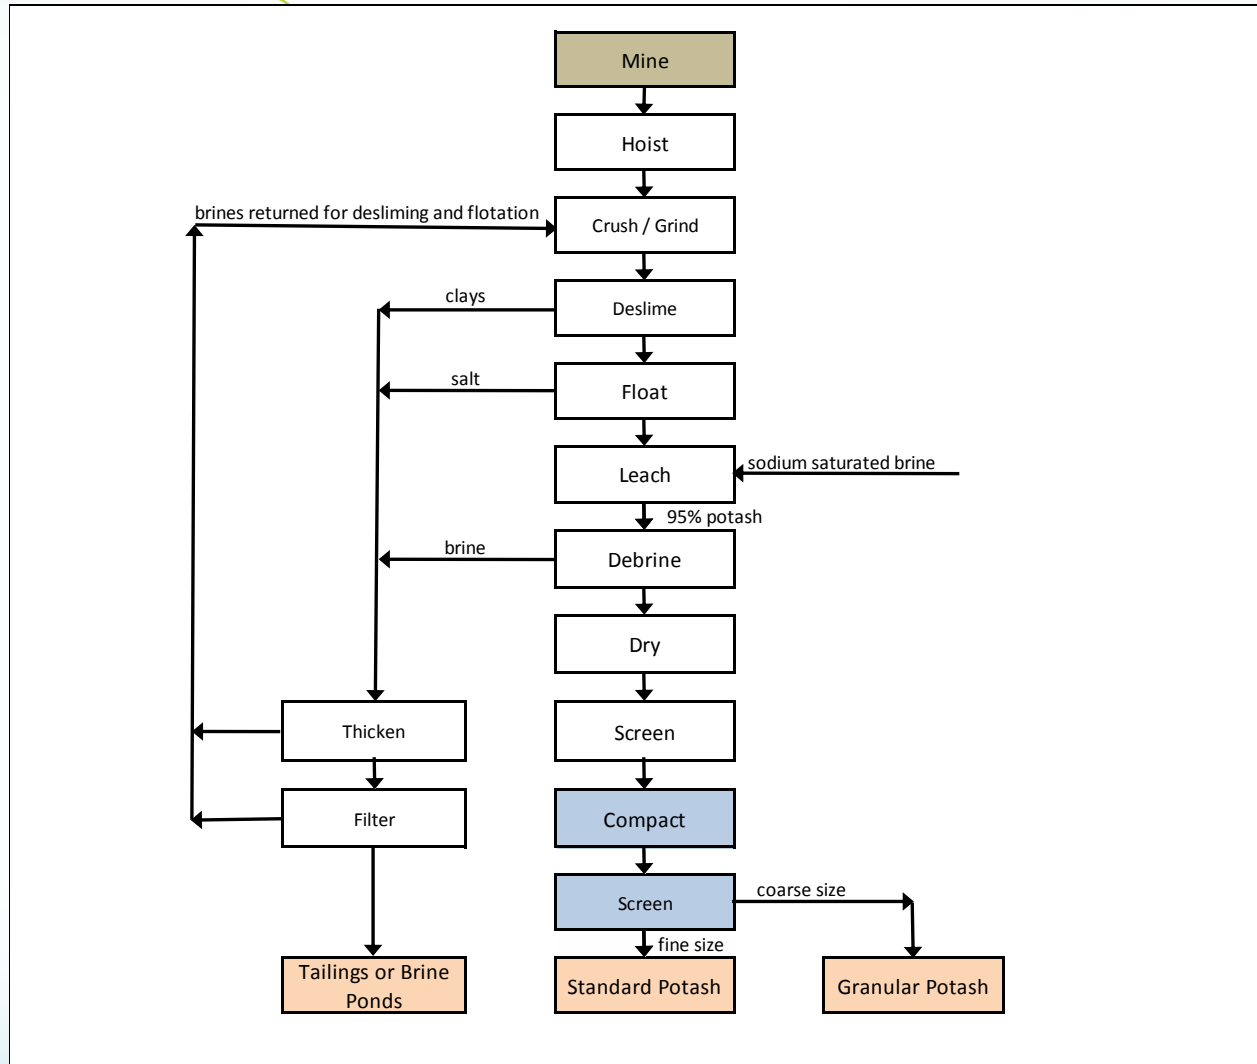 Mine
Hoist
brines returned for desliming and flotation
Crush / Grind
clays
Deslime
salt
Float
sodium saturated brine
Leach
95% potash
brine
Debrine
Dry
Thicken
Screen
Filter
Compact
coarse size
Screen
fine size
Tailings or Brine
Ponds
Standard Potash
Granular Potash